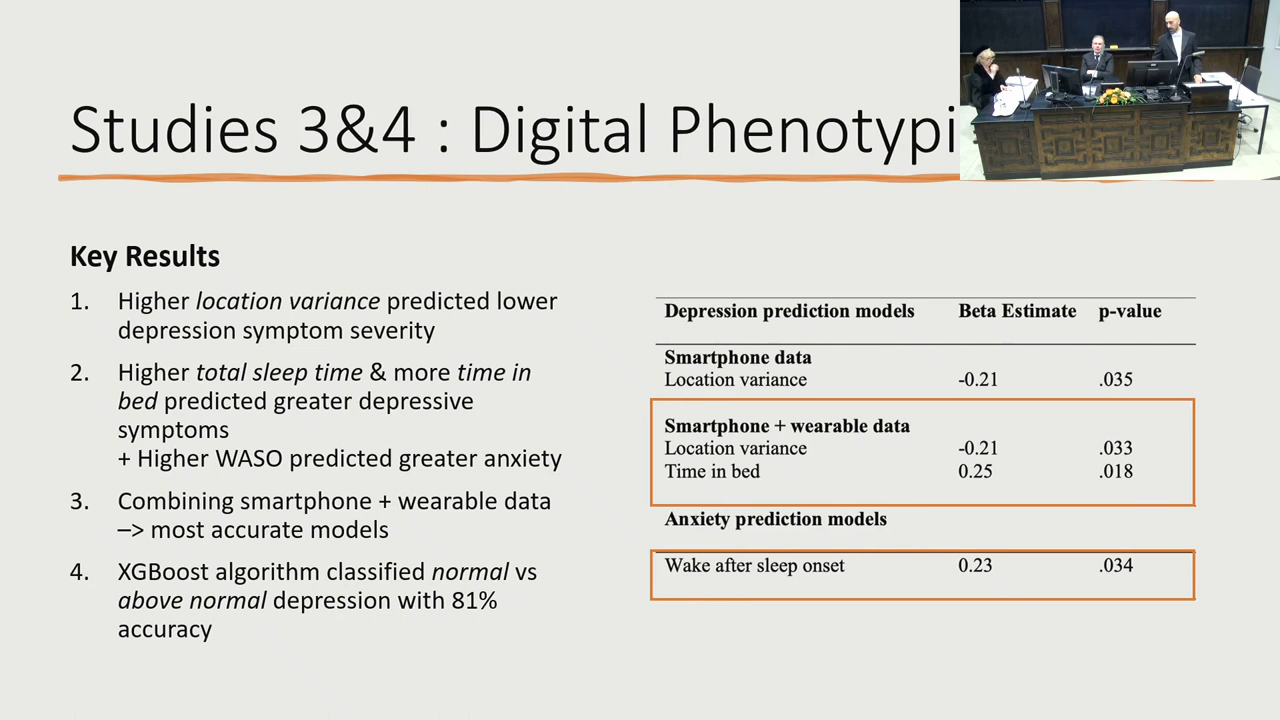 Studies 3&4 : Digital Phenotypi
Key Results
1. Higher location variance predicted lower
depression symptom severity
2. Higher total sleep time & more time in
bed predicted greater depressive
symptoms
+ Higher WASO predicted greater anxiety
3. Combining smartphone + wearable data
–> most accurate models
4. XGBoost algorithm classified normal vs
above normal depression with 81%
accuracy
Depression prediction models Beta Estimate p-value
Smartphone data
Location variance -0.21 .035
Smartphone + wearable data
Location variance -0.21 .033
Time in bed 0.25 .018
Anxiety prediction models
Wake after sleep onset 0.23 .034